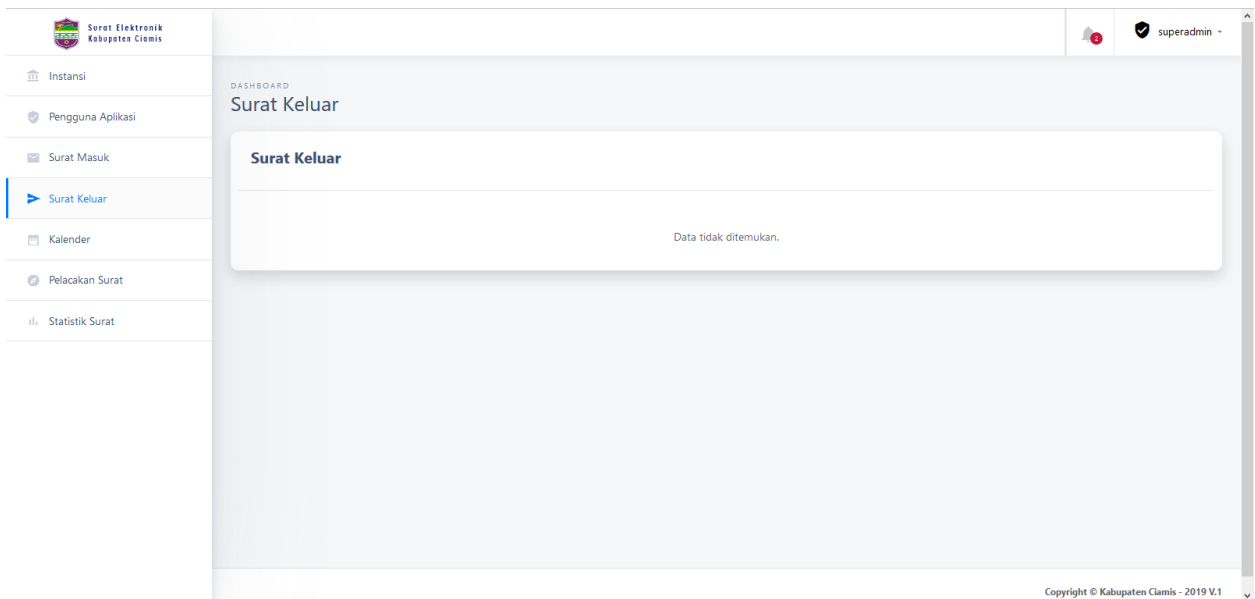 Surat Elektronik
Kabupaten Ciamis
2
superadmin
Instansi
Pengguna Aplikasi
Surat Masuk
Surat Keluar
Kalender
Pelacakan Surat
Statistik Surat
DASHBOARD
Surat Keluar
Surat Keluar
Data tidak ditemukan.
Copyright © Kabupaten Ciamis - 2019 V.1